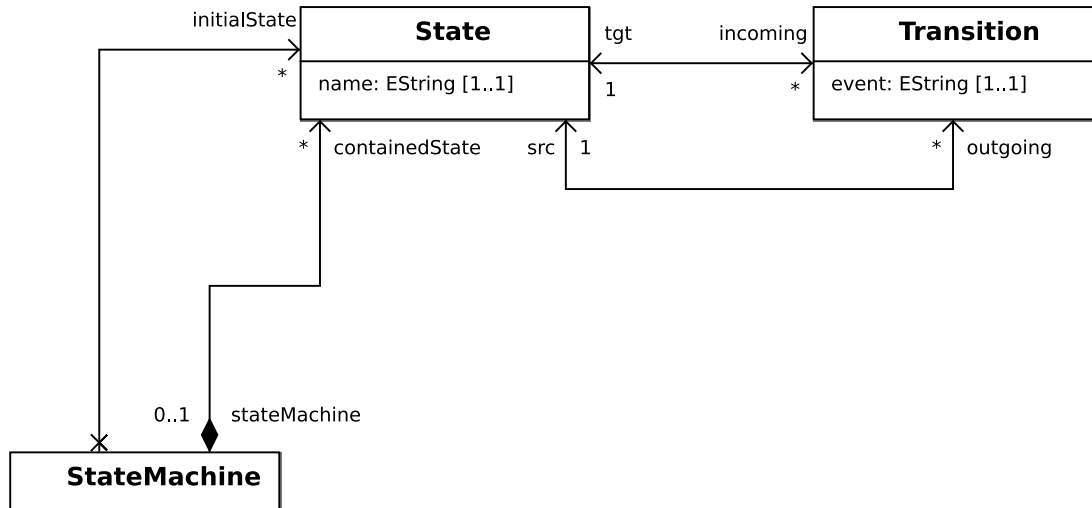 initialState
*
State
name: EString [1..1]
tgt
1
incoming
*
Transition
event: EString [1..1]
*
containedState
src
1
*
outgoing
0..1
stateMachine
StateMachine